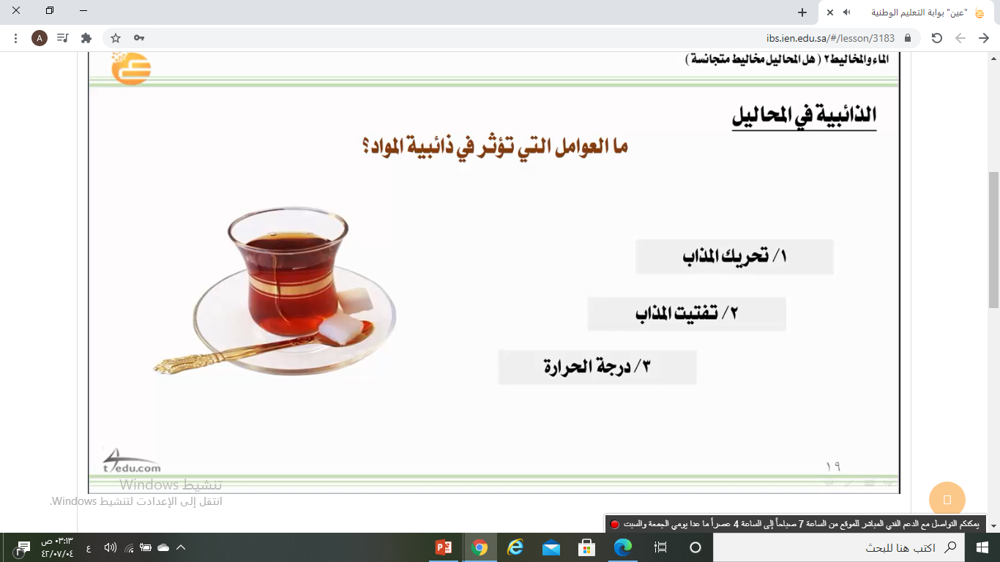 "عين" بوابة التعليم الوطنية
ibs.ien.edu.sa/#/lesson/3183
A
الماء والمخاليط٢ ( هل المحاليل مخاليط متجانسة )
الذائبية في المحاليل
ما العوامل التي تؤثر في ذائبية المواد؟
١/ تحريك المذاب
٢/ تفتيت المذاب
٣/ درجة الحرارة
t4edu.com
١٩
تنشيط Windows
انتقل إلى الإعدادت لتنشيط Windows.
يمكنكم التواصل مع الدعم الفني المباشر للموقع من الساعة 7 صباحاً إلى الساعة 4 عصراً ما عدا يومي الجمعة والسبت
اكتب هنا للبحث
ع
٠٣:١٣ ص
٤٢/٠٧/٠٤